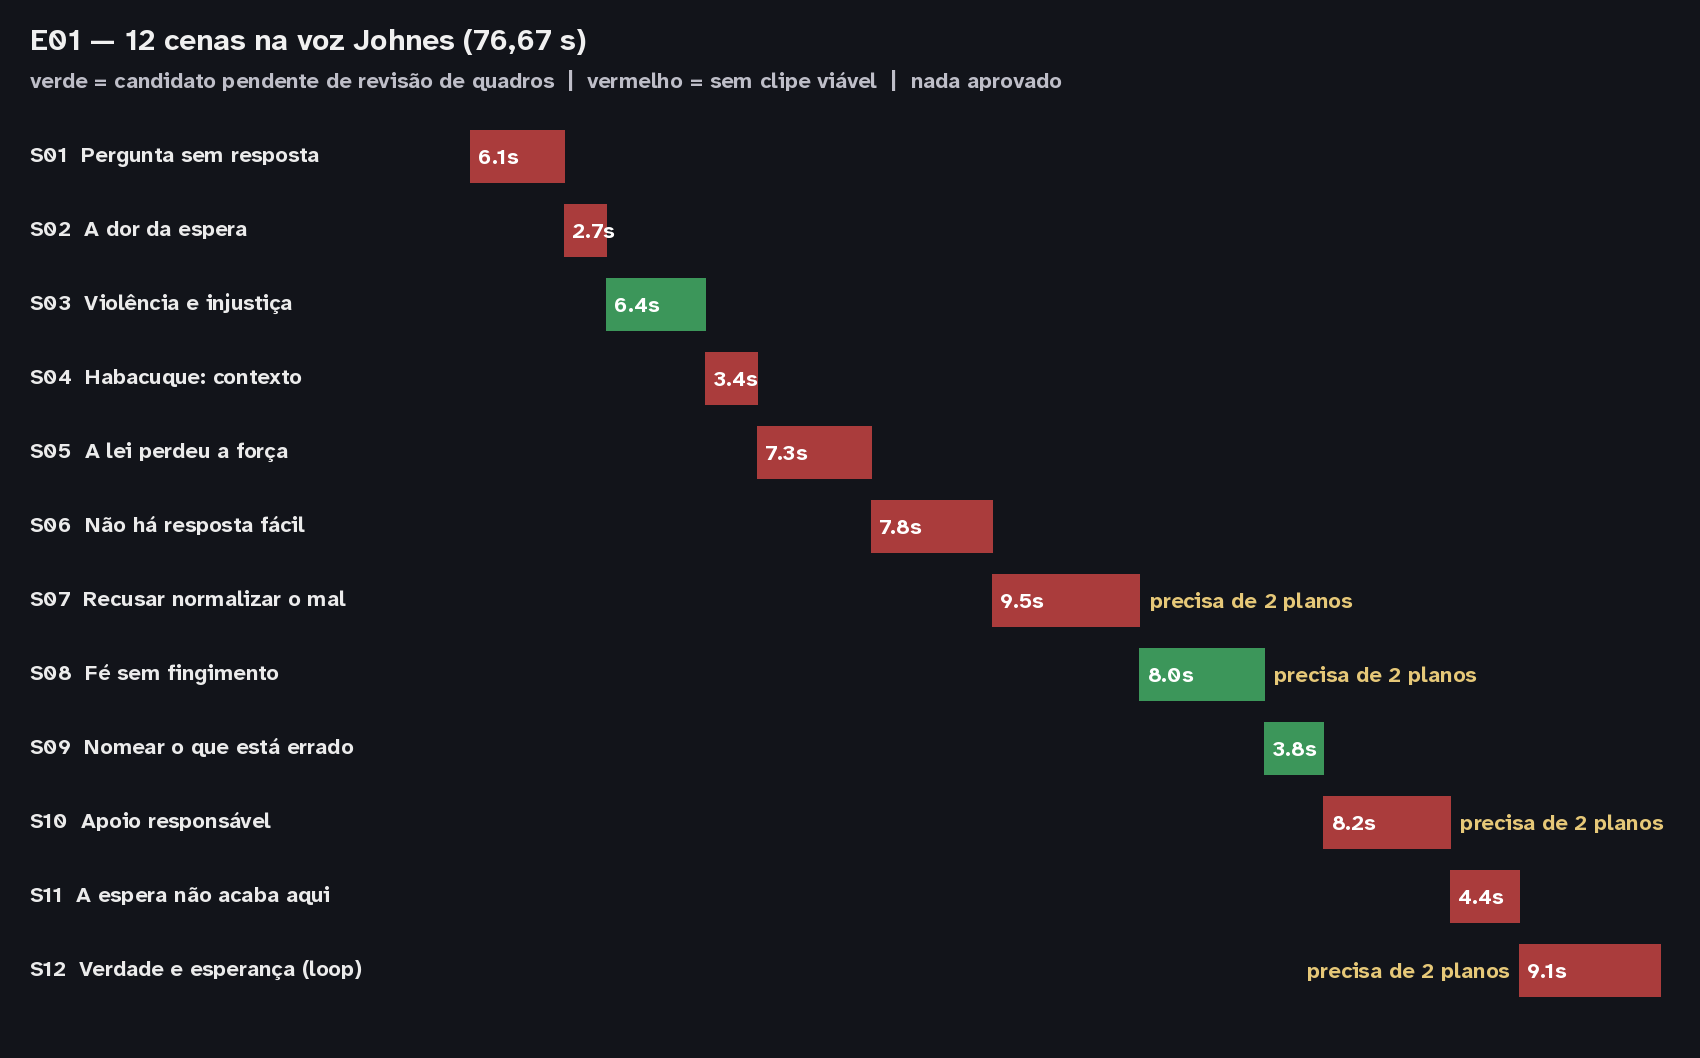 E01 — 12 cenas na voz Johnes (76,67 s)
verde = candidato pendente de revisão de quadros | vermelho = sem clipe viável | nada aprovado
S01 Pergunta sem resposta 6.1s
S02 A dor da espera 2.7s
S03 Violência e injustiça 6.4s
S04 Habacuque: contexto 3.4s
S05 A lei perdeu a força 7.3s
S06 Não há resposta fácil 7.8s
S07 Recusar normalizar o mal 9.5s precisa de 2 planos
S08 Fé sem fingimento 8.0s precisa de 2 planos
S09 Nomear o que está errado 3.8s
S10 Apoio responsável 8.2s precisa de 2 planos
S11 A espera não acaba aqui 4.4s
S12 Verdade e esperança (loop) precisa de 2 planos 9.1s